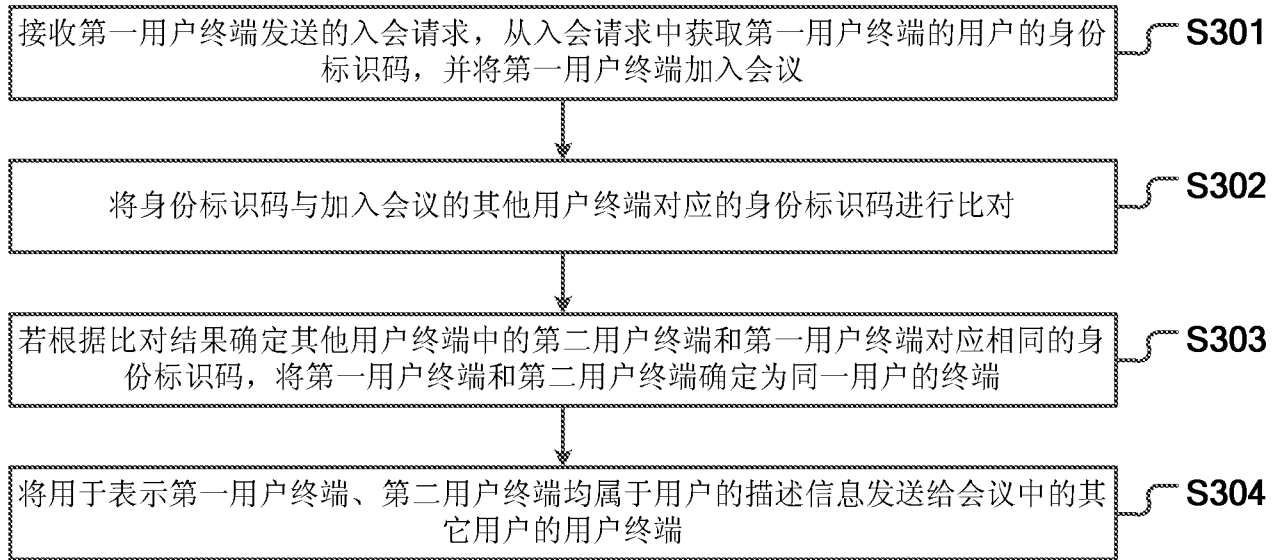 接收第一用户终端发送的入会请求，从入会请求中获取第一用户终端的用户的身份
标识码，并将第一用户终端加入会议
S301
将身份标识码与加入会议的其他用户终端对应的身份标识码进行比对
S302
若根据比对结果确定其他用户终端中的第二用户终端和第一用户终端对应相同的身
份标识码，将第一用户终端和第二用户终端确定为同一用户的终端
S303
将用于表示第一用户终端、第二用户终端均属于用户的描述信息发送给会议中的其
它用户的用户终端
S304